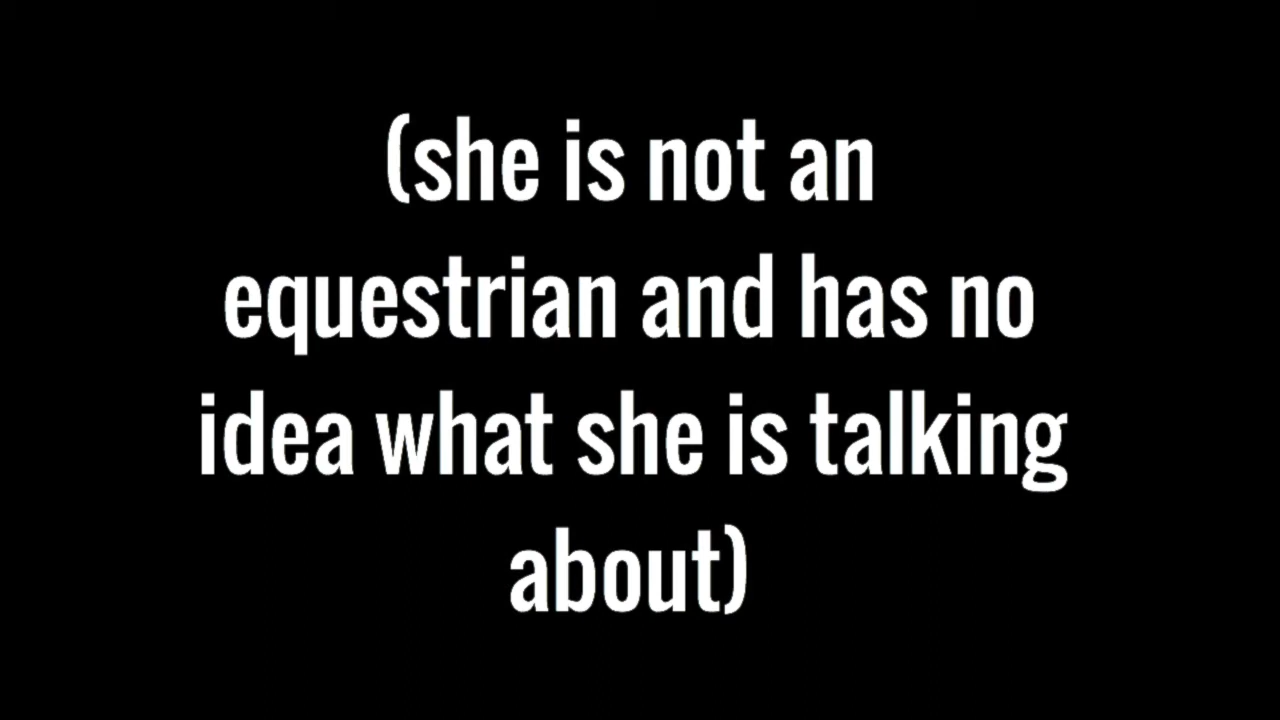 (she is not an
equestrian and has no
idea what she is talking
about)